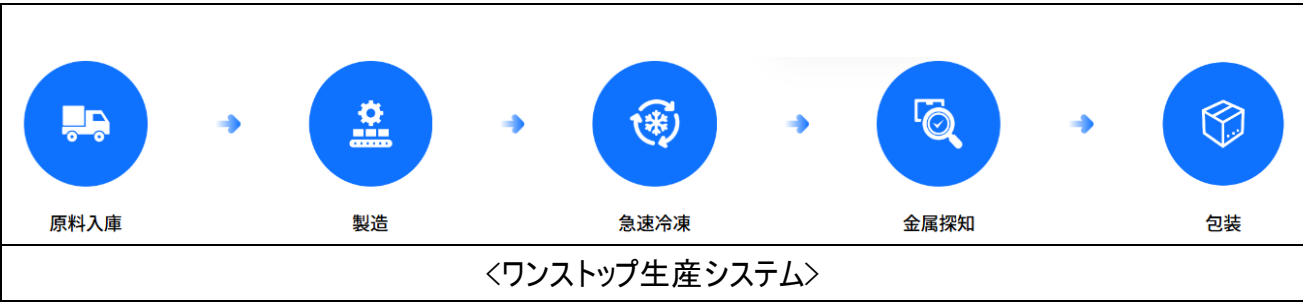 原料入庫
製造
急速冷凍
金属探知
包装
<ワンストップ生産システム>